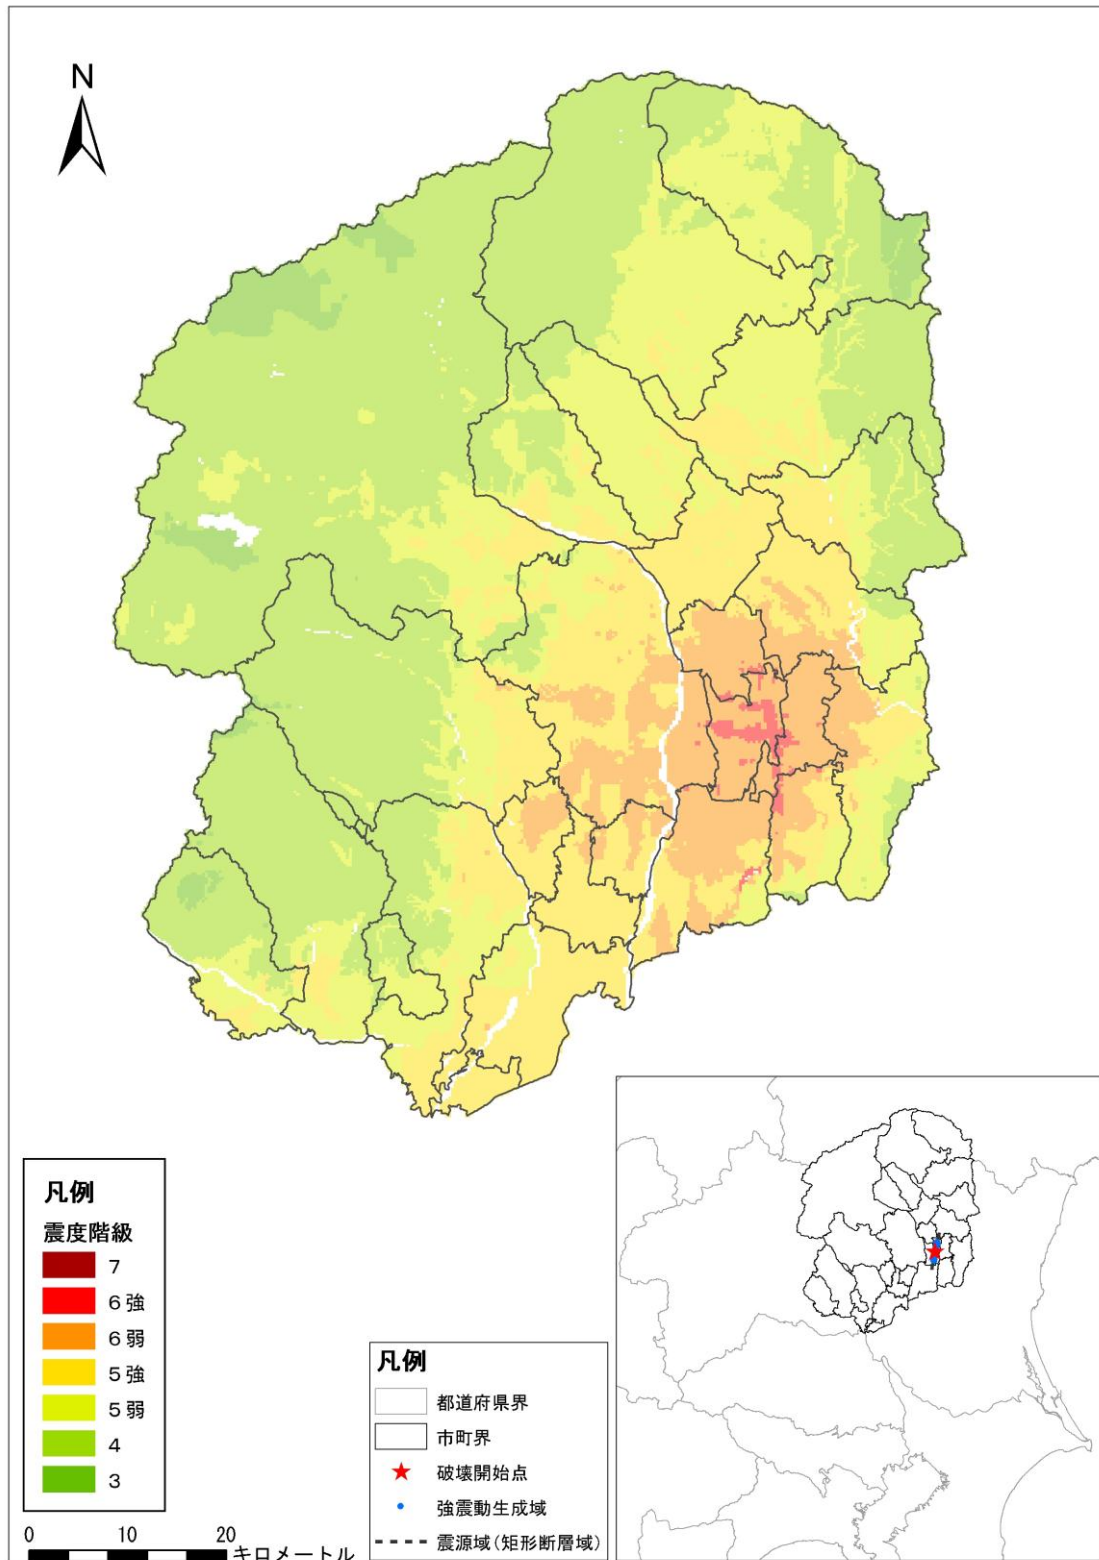 N
凡例
震度階級
7
6強
6弱
5強
5弱
4
3
0 10 20
キロメートル
凡例
都道府県界
市町界
破壊開始点
強震動生成域
震源域(矩形断層域)